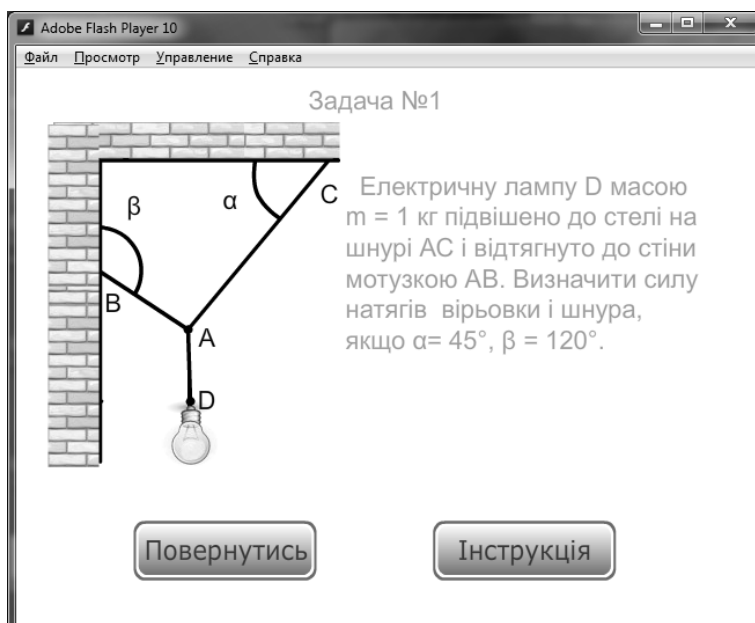 Adobe Flash Player 10
Файл Просмотр Управление Справка
Задача №1
β
α
C
B
A
D
Електричну лампу D масою
m = 1 кг підвішено до стелі на
шнурі AC і відтягнуто до стіни
мотузкою AB. Визначити силу
натягів вірьовки і шнура,
якщо α= 45°, β = 120°.
Повернутись
Інструкція